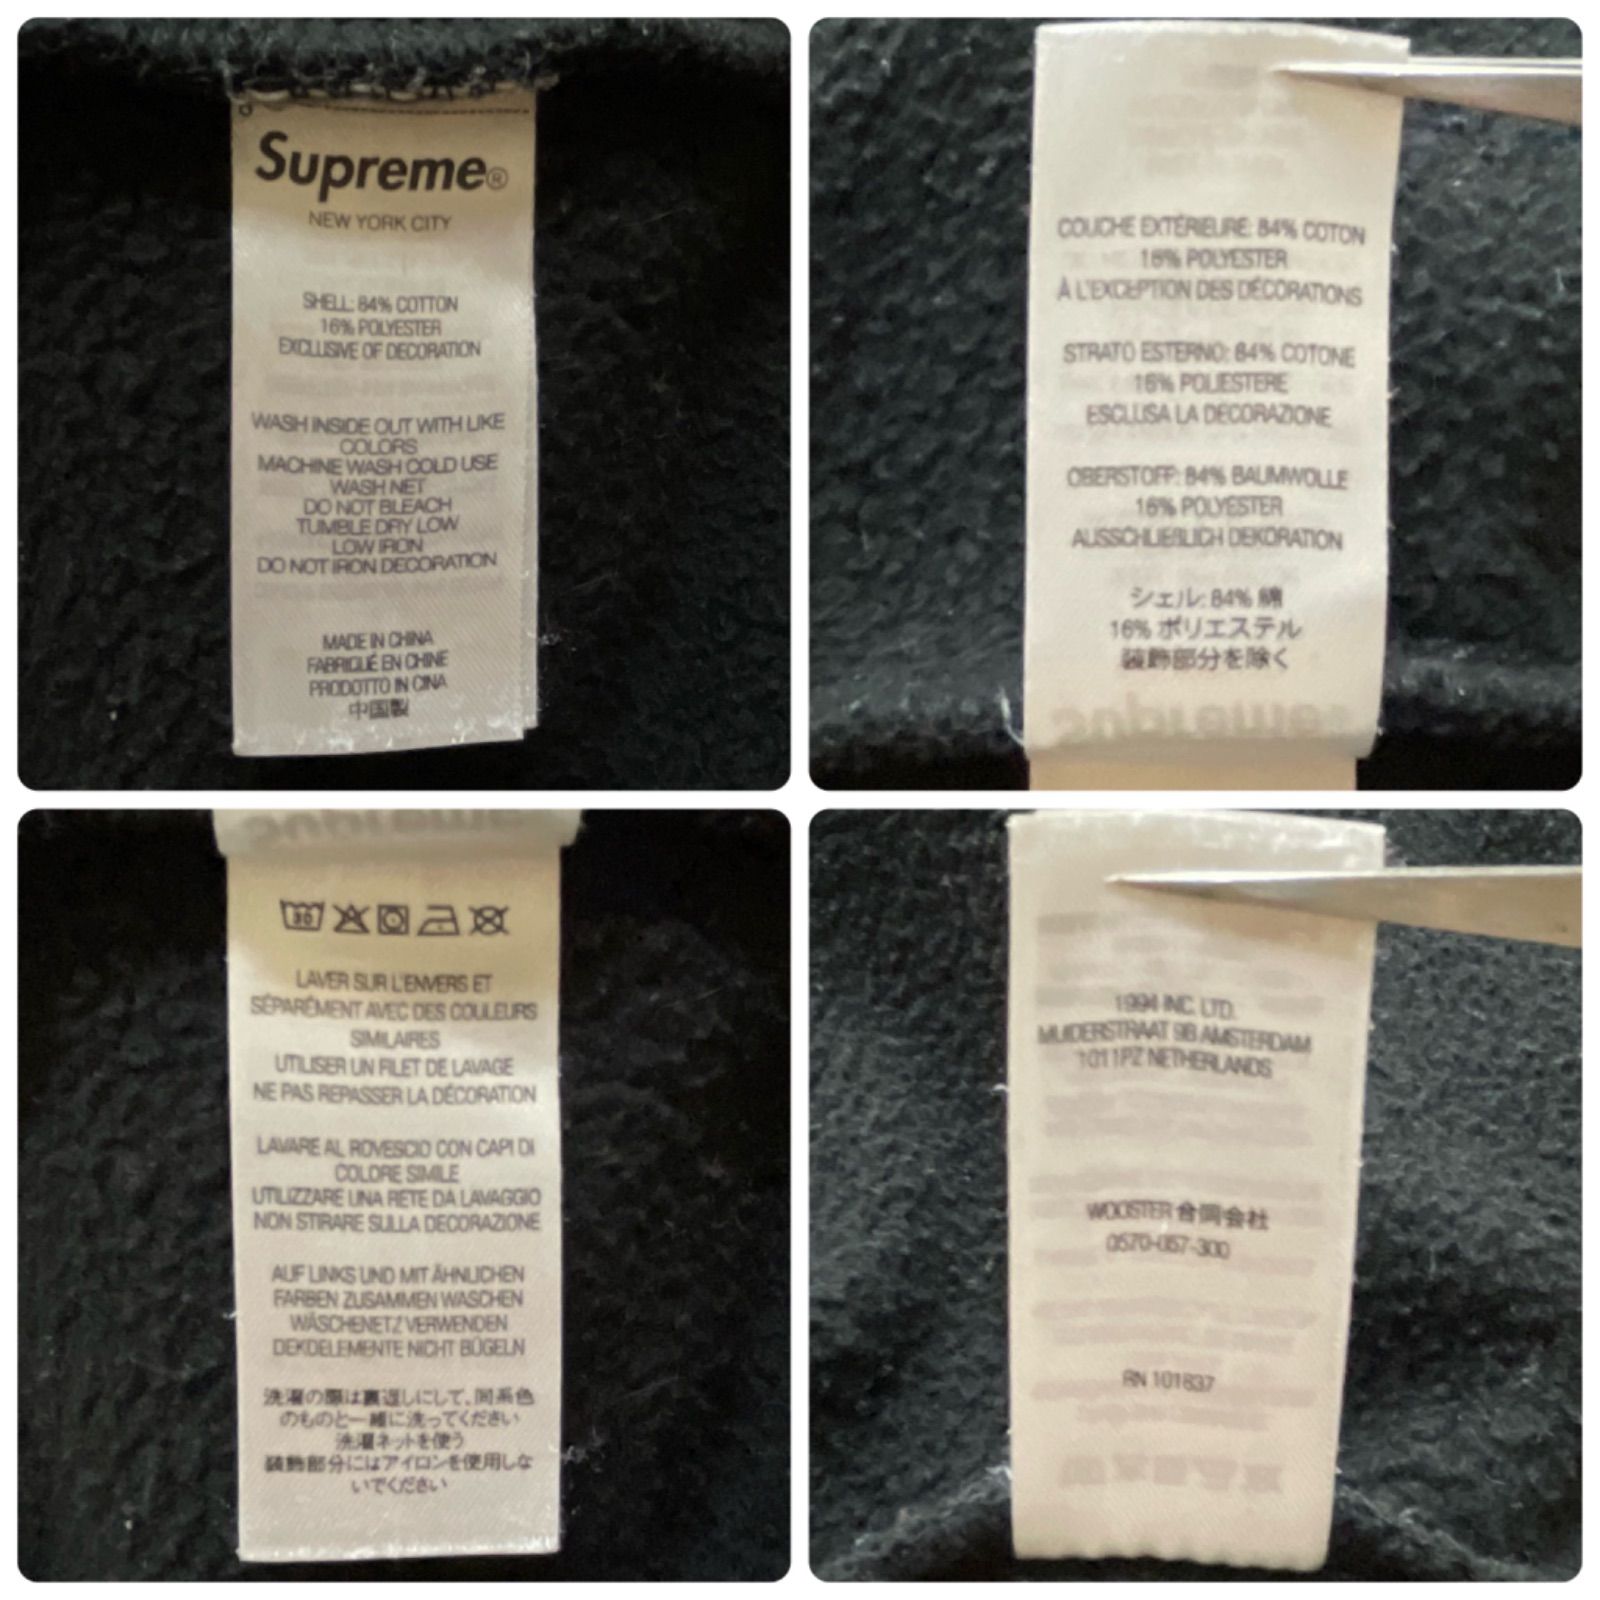 Supreme®
NEW YORK CITY
SHELL: 84% COTTON
16% POLYESTER
EXCLUSIVE OF DECORATION
WASH INSIDE OUT WITH LIKE
COLORS
MACHINE WASH COLD USE
WASH NET
DO NOT BLEACH
TUMBLE DRY LOW
LOW IRON
DO NOT IRON DECORATION
MADE IN CHINA
FABRIQUÉ EN CHINE
PRODOTTO IN CINA
中国製
COUCHE EXTÉRIEURE: 84% COTON
16% POLYESTER
À L'EXCEPTION DES DÉCORATIONS
STRATO ESTERNO: 84% COTONE
16% POLIESTERE
ESCLUSA LA DECORAZIONE
OBERSTOFF: 84% BAUMWOLLE
16% POLYESTER
AUSSCHLIEßLICH DEKORATION
シェル: 84% 綿
16% ポリエステル
装飾部分を除く
30
LAVER SUR L'ENVERS ET
SÉPARÉMENT AVEC DES COULEURS
SIMILAIRES
UTILISER UN FILET DE LAVAGE
NE PAS REPASSER LA DÉCORATION
LAVARE AL ROVESCIO CON CAPI DI
COLORE SIMILE
UTILIZZARE UNA RETE DA LAVAGGIO
NON STIRARE SULLA DECORAZIONE
AUF LINKS UND MIT ÄHNLICHEN
FARBEN ZUSAMMEN WASCHEN
WÄSCHENETZ VERWENDEN
DEKOELEMENTE NICHT BÜGELN
洗濯の際は裏返しにして、同系色
のものと一緒に洗ってください
洗濯ネットを使う
装飾部分にはアイロンを使用しな
いでください
1994 INC. LTD.
MUIDERSTRAAT 9B AMSTERDAM
1011PZ NETHERLANDS
WOOSTER 合同会社
0570-057-300
RN 101837